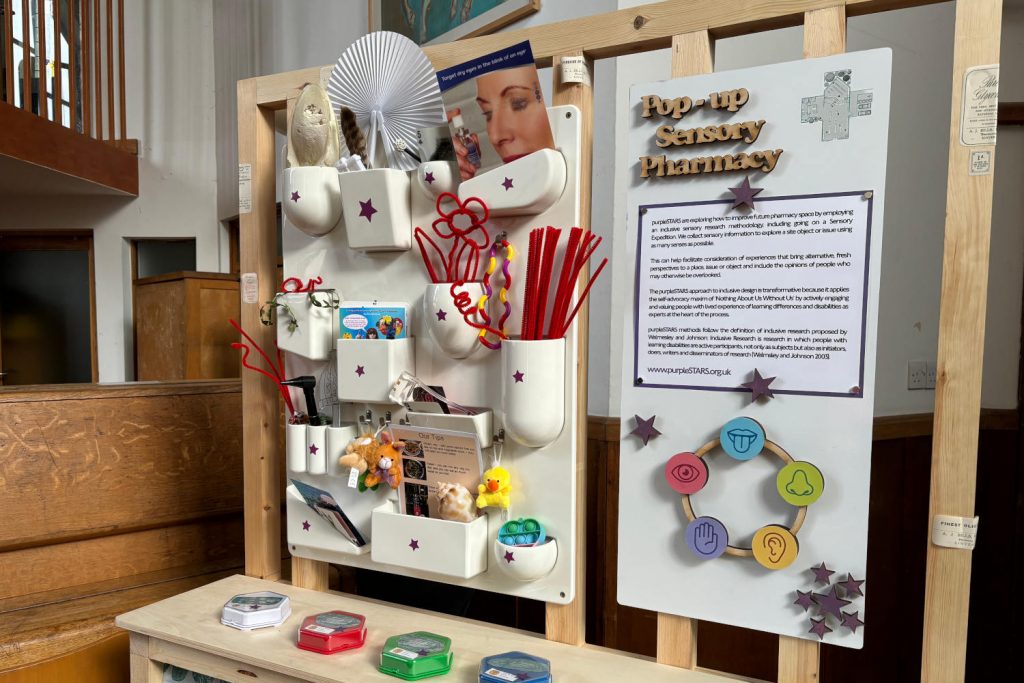 Target dry eyes in the blink of an eye
Pop-up
Sensory
Pharmacy
purpleSTARS are exploring how to improve future pharmacy space by employing
an inclusive sensory research methodology, including going on a Sensory
Expedition. We collect sensory information to explore a site object or issue using
as many senses as possible.
This can help facilitate consideration of experiences that bring alternative, fresh
perspectives to a place, issue or object and include the opinions of people who
may otherwise be overlooked.
The purpleSTARS approach to inclusive design is transformative because it applies
the self-advocacy maxim of 'Nothing About Us Without Us' by actively engaging
and valuing people with lived experience of learning differences and disabilities as
experts at the heart of the process.
purpleSTARS methods follow the definition of inclusive research proposed by
Walmesley and Johnson: Inclusive Research is research in which people with
learning disabilities are active participants, not only as subjects but also as initiators,
doers, writers and disseminators of research (Walmsley and Johnson 2003).
www.purpleSTARS.org.uk
Our Tips
FINEST OLIV